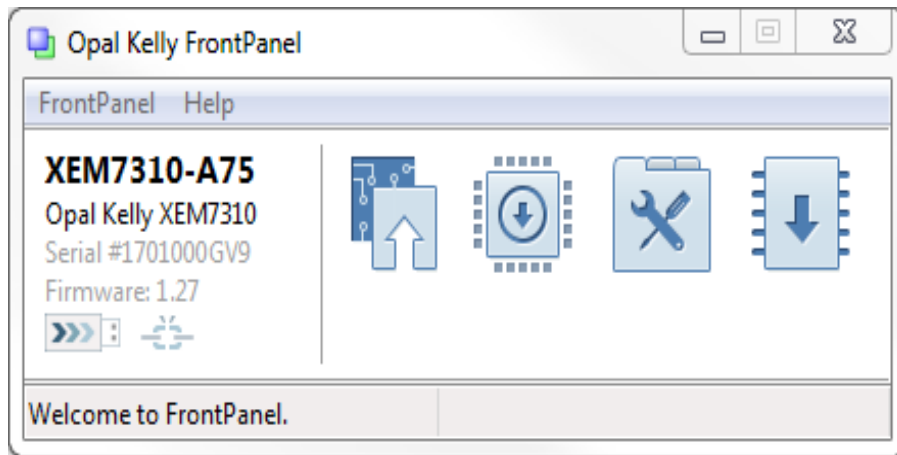 Opal Kelly FrontPanel
FrontPanel Help
XEM7310-A75
Opal Kelly XEM7310
Serial #1701000GV9
Firmware: 1.27
Welcome to FrontPanel.